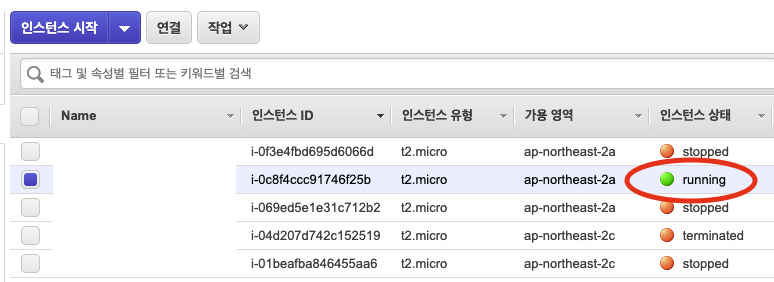 인스턴스 시작 연결 작업
태그 및 속성별 필터 또는 키워드별 검색
Name 인스턴스 ID 인스턴스 유형 가용 영역 인스턴스 상태
i-0f3e4fbd695d6066d t2.micro ap-northeast-2a stopped
i-0c8f4ccc91746f25b t2.micro ap-northeast-2a running
i-069ed5e1e31c712b2 t2.micro ap-northeast-2a stopped
i-04d207d742c152519 t2.micro ap-northeast-2c terminated
i-01beafba846455aa6 t2.micro ap-northeast-2c stopped